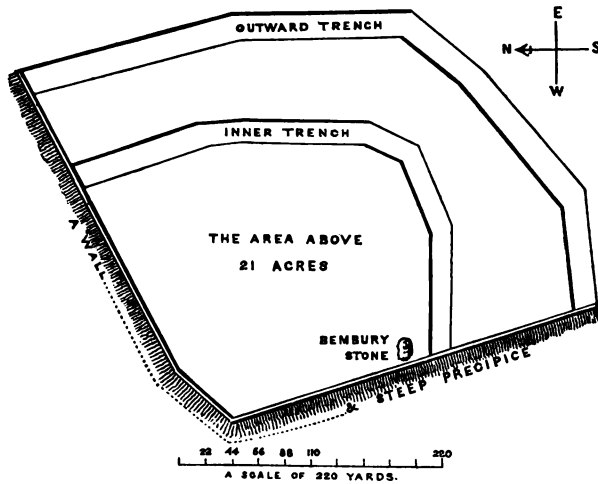 OUTWARD TRENCH
E
N S
W
INNER TRENCH
THE AREA ABOVE
21 ACRES
A WALL
BEMBURY
STONE
& STEEP PRECIPICE
22 44 66 88 110 220
A SCALE OF 220 YARDS.